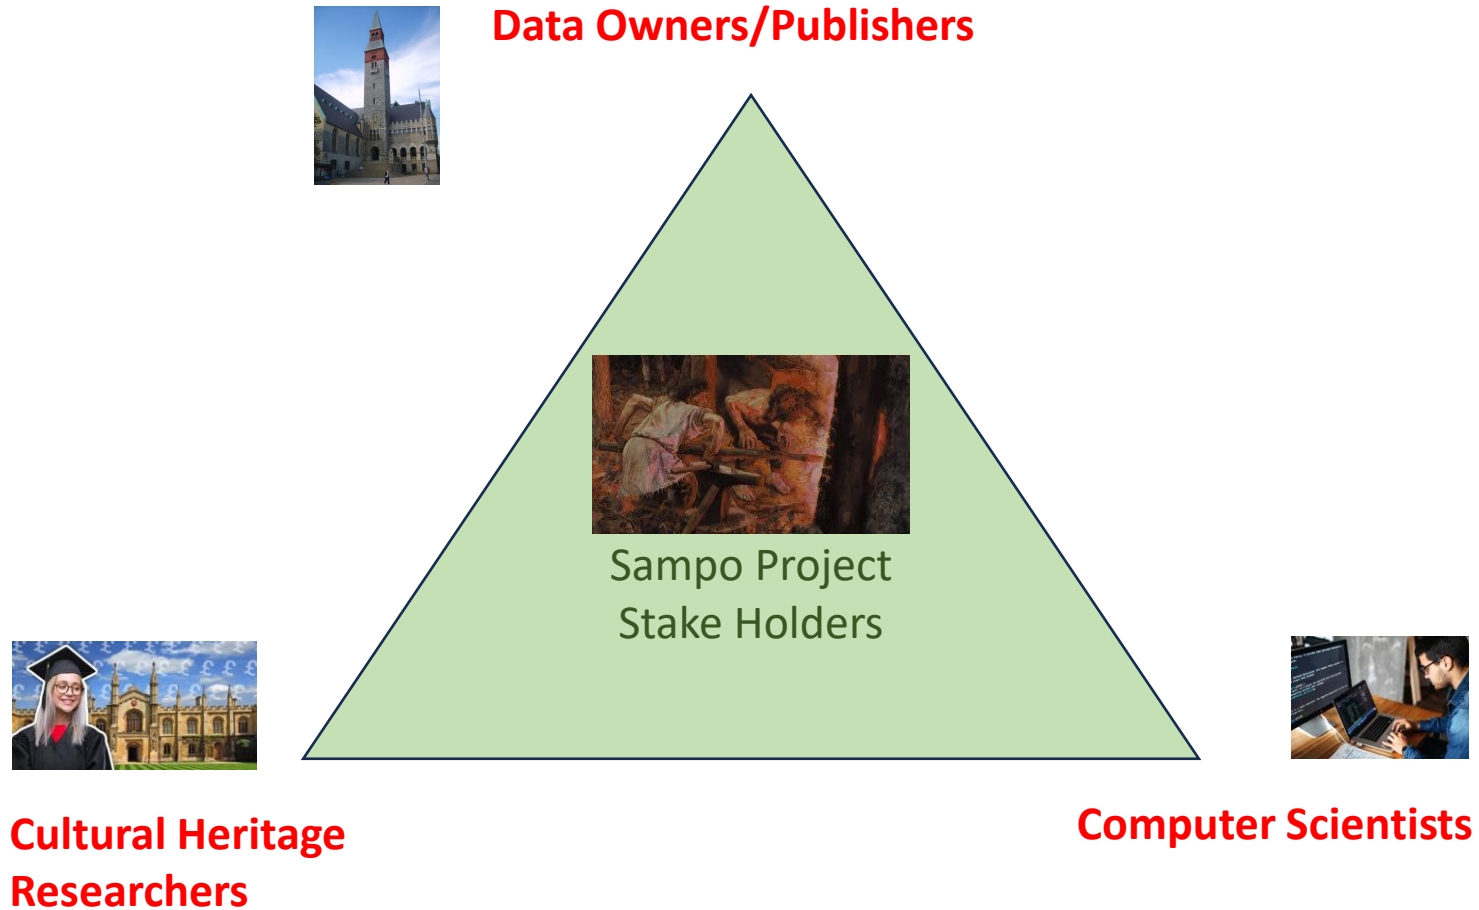 Data Owners/Publishers
Sampo Project
Stake Holders
Cultural Heritage
Researchers
Computer Scientists